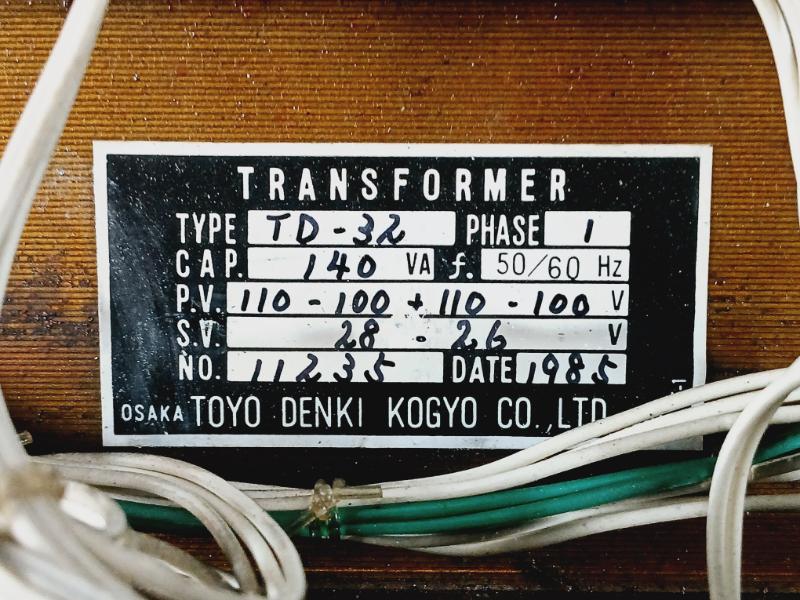 TRANSFORMER
TYPE TD-32 PHASE 1
CAP. 140 VA f. 50/60 Hz
P.V. 110 - 100 + 110 - 100 V
S.V. 28 - 26 V
NO. 11235 DATE 1985
OSAKA TOYO DENKI KOGYO CO.,LTD